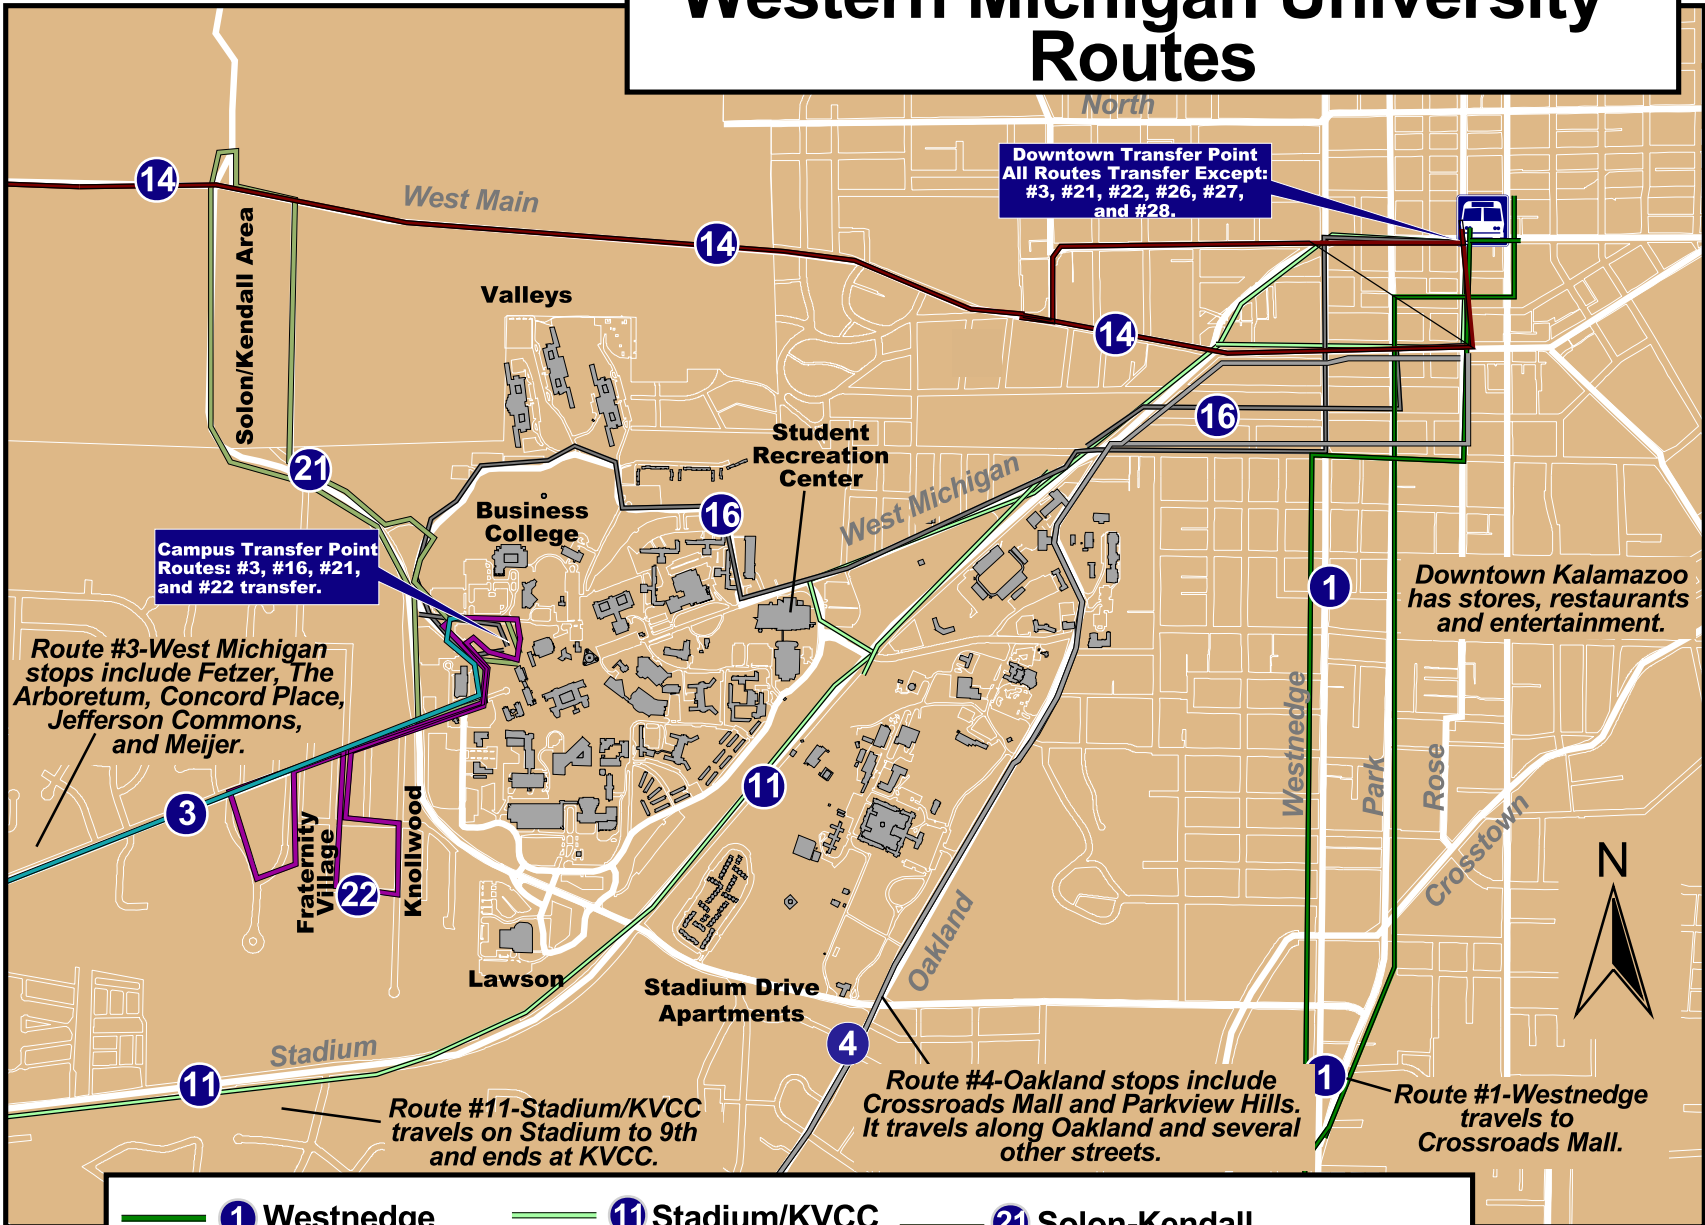 Western Michigan University
Routes
North
Downtown Transfer Point
All Routes Transfer Except:
#3, #21, #22, #26, #27,
and #28.
14
West Main
14
Solon/Kendall Area
Valleys
14
16
Student
Recreation
Center
21
West Michigan
Business
College
16
Campus Transfer Point
Routes: #3, #16, #21,
and #22 transfer.
1
Downtown Kalamazoo
has stores, restaurants
and entertainment.
Route #3-West Michigan
stops include Fetzer, The
Arboretum, Concord Place,
Jefferson Commons,
and Meijer.
Westnedge
Park
Rose
Crosstown
11
3
Fraternity
Village
22
Knollwood
N
Oakland
Lawson
Stadium Drive
Apartments
4
Stadium
11
1
Route #11-Stadium/KVCC
travels on Stadium to 9th
and ends at KVCC.
Route #4-Oakland stops include
Crossroads Mall and Parkview Hills.
It travels along Oakland and several
other streets.
Route #1-Westnedge
travels to
Crossroads Mall.
1 Westnedge
11 Stadium/KVCC
21 Solon-Kendall